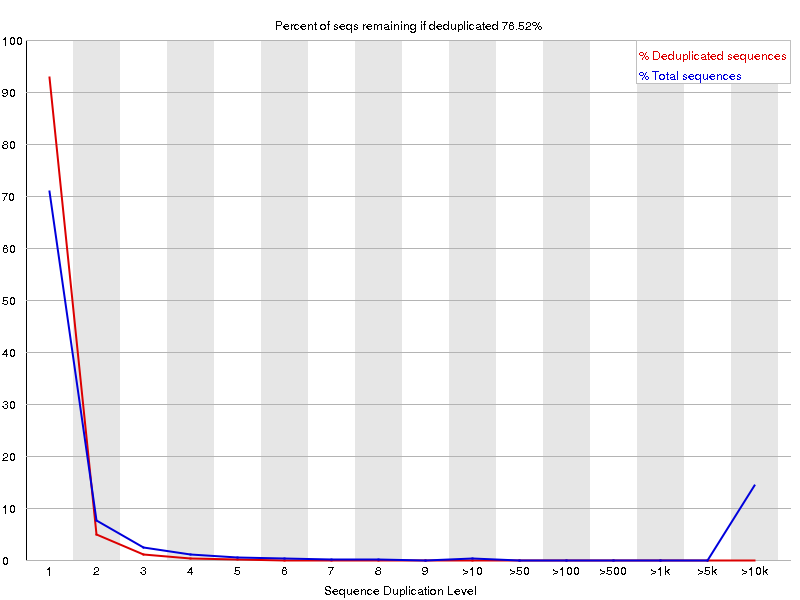 Percent of seqs remaining if deduplicated 76.52%
% Deduplicated sequences
% Total sequences
100
90
80
70
60
50
40
30
20
10
0
1 2 3 4 5 6 7 8 9 >10 >50 >100 >500 >1k >5k >10k
Sequence Duplication Level